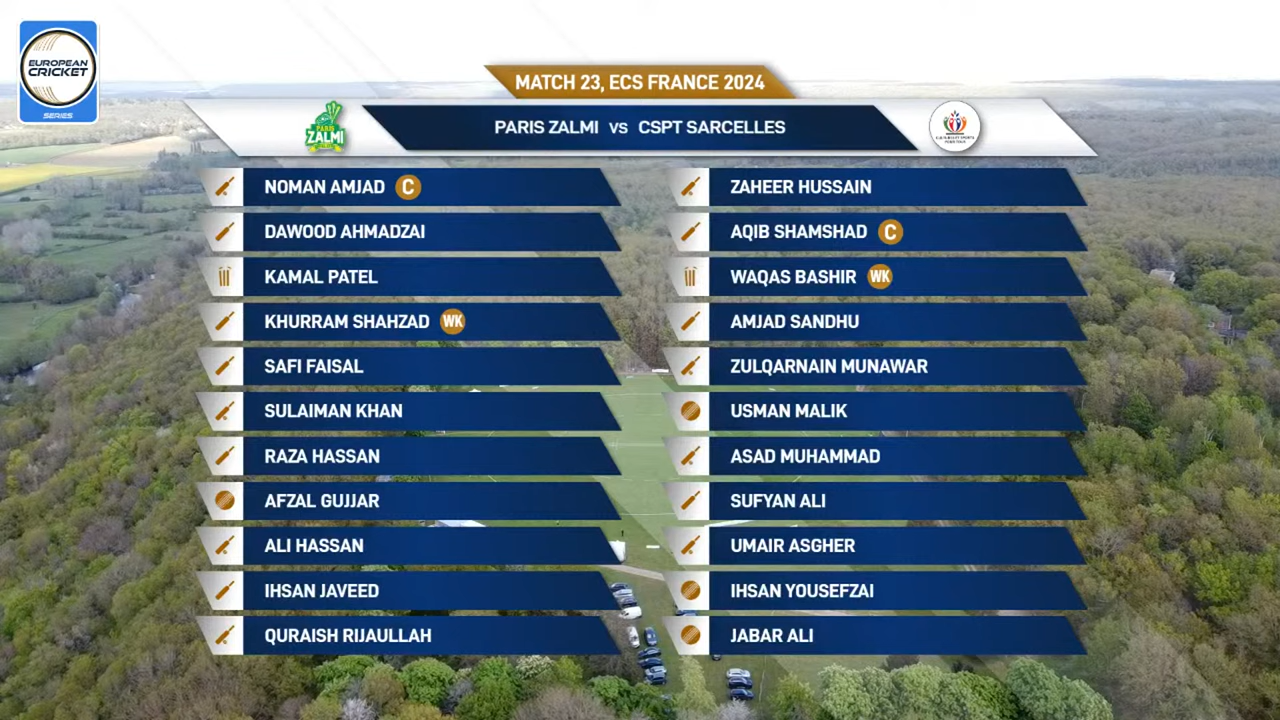 EUROPEAN
CRICKET
SERIES
MATCH 23, ECS FRANCE 2024
PARIS
ZALMI
PARIS ZALMI VS CSPT SARCELLES
NOMAN AMJAD C
DAWOOD AHMADZAI
KAMAL PATEL
KHURRAM SHAHZAD WK
SAFI FAISAL
SULAIMAN KHAN
RAZA HASSAN
AFZAL GUJJAR
ALI HASSAN
IHSAN JAVEED
QURAISH RIJAULLAH
ZAHEER HUSSAIN
AQIB SHAMSHAD C
WAQAS BASHIR WK
AMJAD SANDHU
ZULQARNAIN MUNAWAR
USMAN MALIK
ASAD MUHAMMAD
SUFYAN ALI
UMAIR ASGHER
IHSAN YOUSEFZAI
JABAR ALI